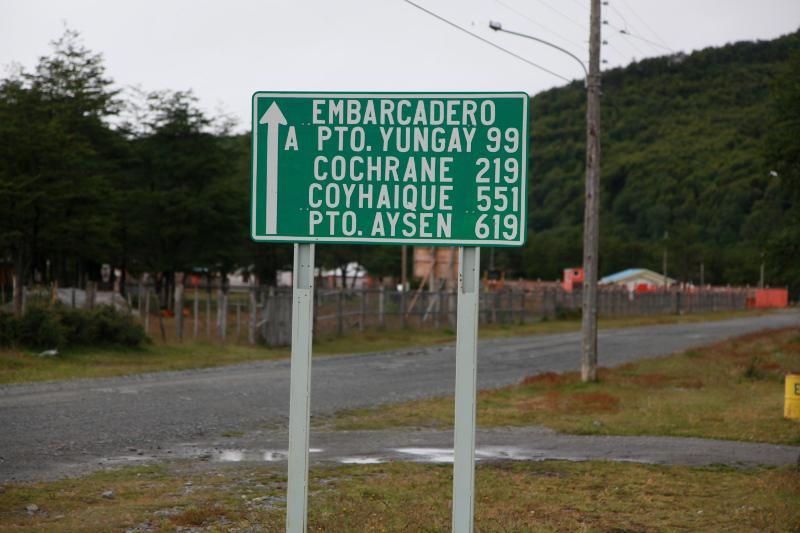 EMBARCADERO
A PTO. YUNGAY 99
COCHRANE 219
COYHAIQUE 551
PTO. AYSEN 619